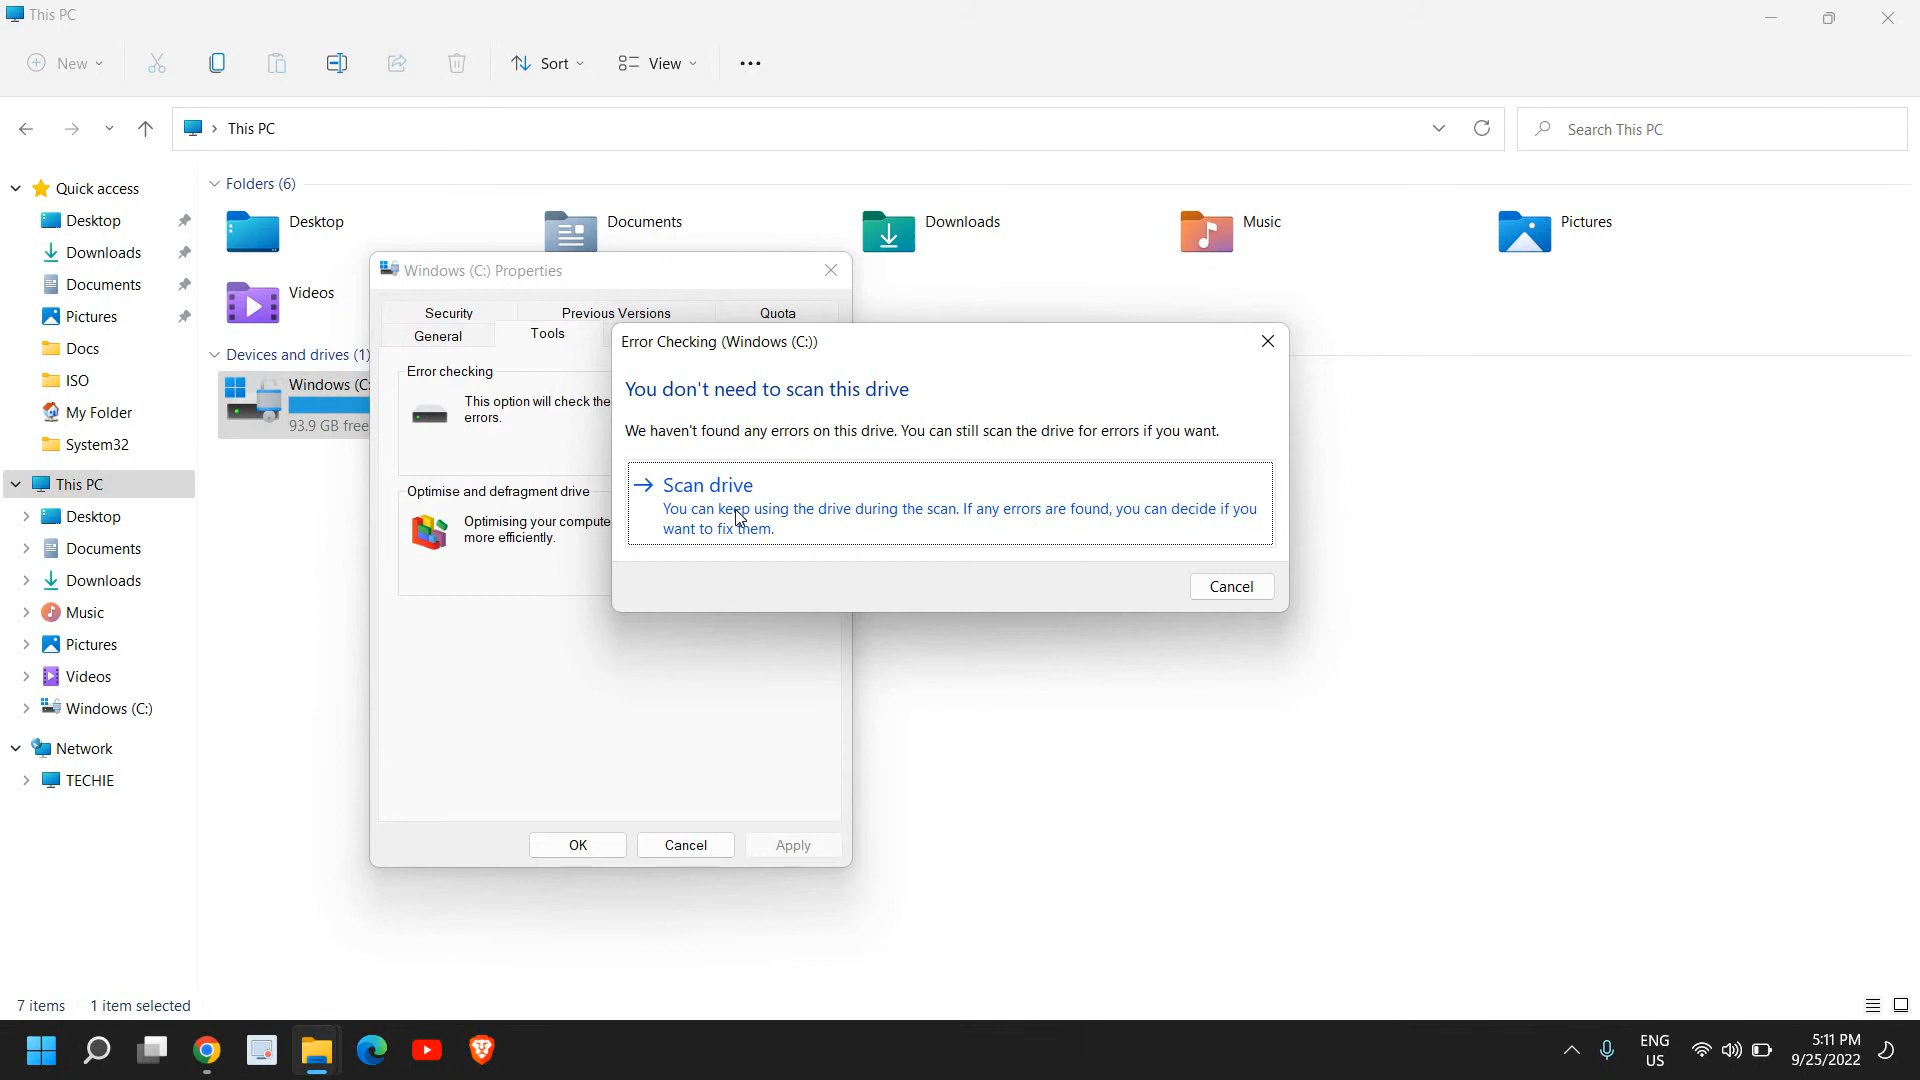 This PC
New
Sort
View
This PC
Search This PC
Quick access
Desktop
Downloads
Documents
Pictures
Docs
ISO
My Folder
System32
This PC
Desktop
Documents
Downloads
Music
Pictures
Videos
Windows (C:)
Network
TECHIE
Folders (6)
Desktop
Documents
Downloads
Music
Pictures
Videos
Devices and drives (1)
Windows (C:
93.9 GB free
Windows (C:) Properties
Security
Previous Versions
Quota
General
Tools
Error checking
This option will check the
errors.
Optimise and defragment drive
Optimising your compute
more efficiently.
OK
Cancel
Apply
Error Checking (Windows (C:))
You don't need to scan this drive
We haven't found any errors on this drive. You can still scan the drive for errors if you want.
Scan drive
You can keep using the drive during the scan. If any errors are found, you can decide if you
want to fix them.
Cancel
7 items
1 item selected
ENG
US
5:11 PM
9/25/2022